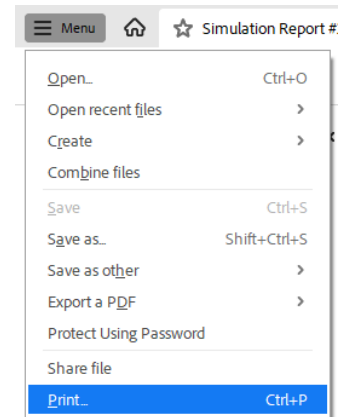 Menu
Simulation Report #
Open... Ctrl+O
Open recent files
Create
Combine files
Save Ctrl+S
Save as... Shift+Ctrl+S
Save as other
Export a PDF
Protect Using Password
Share file
Print... Ctrl+P